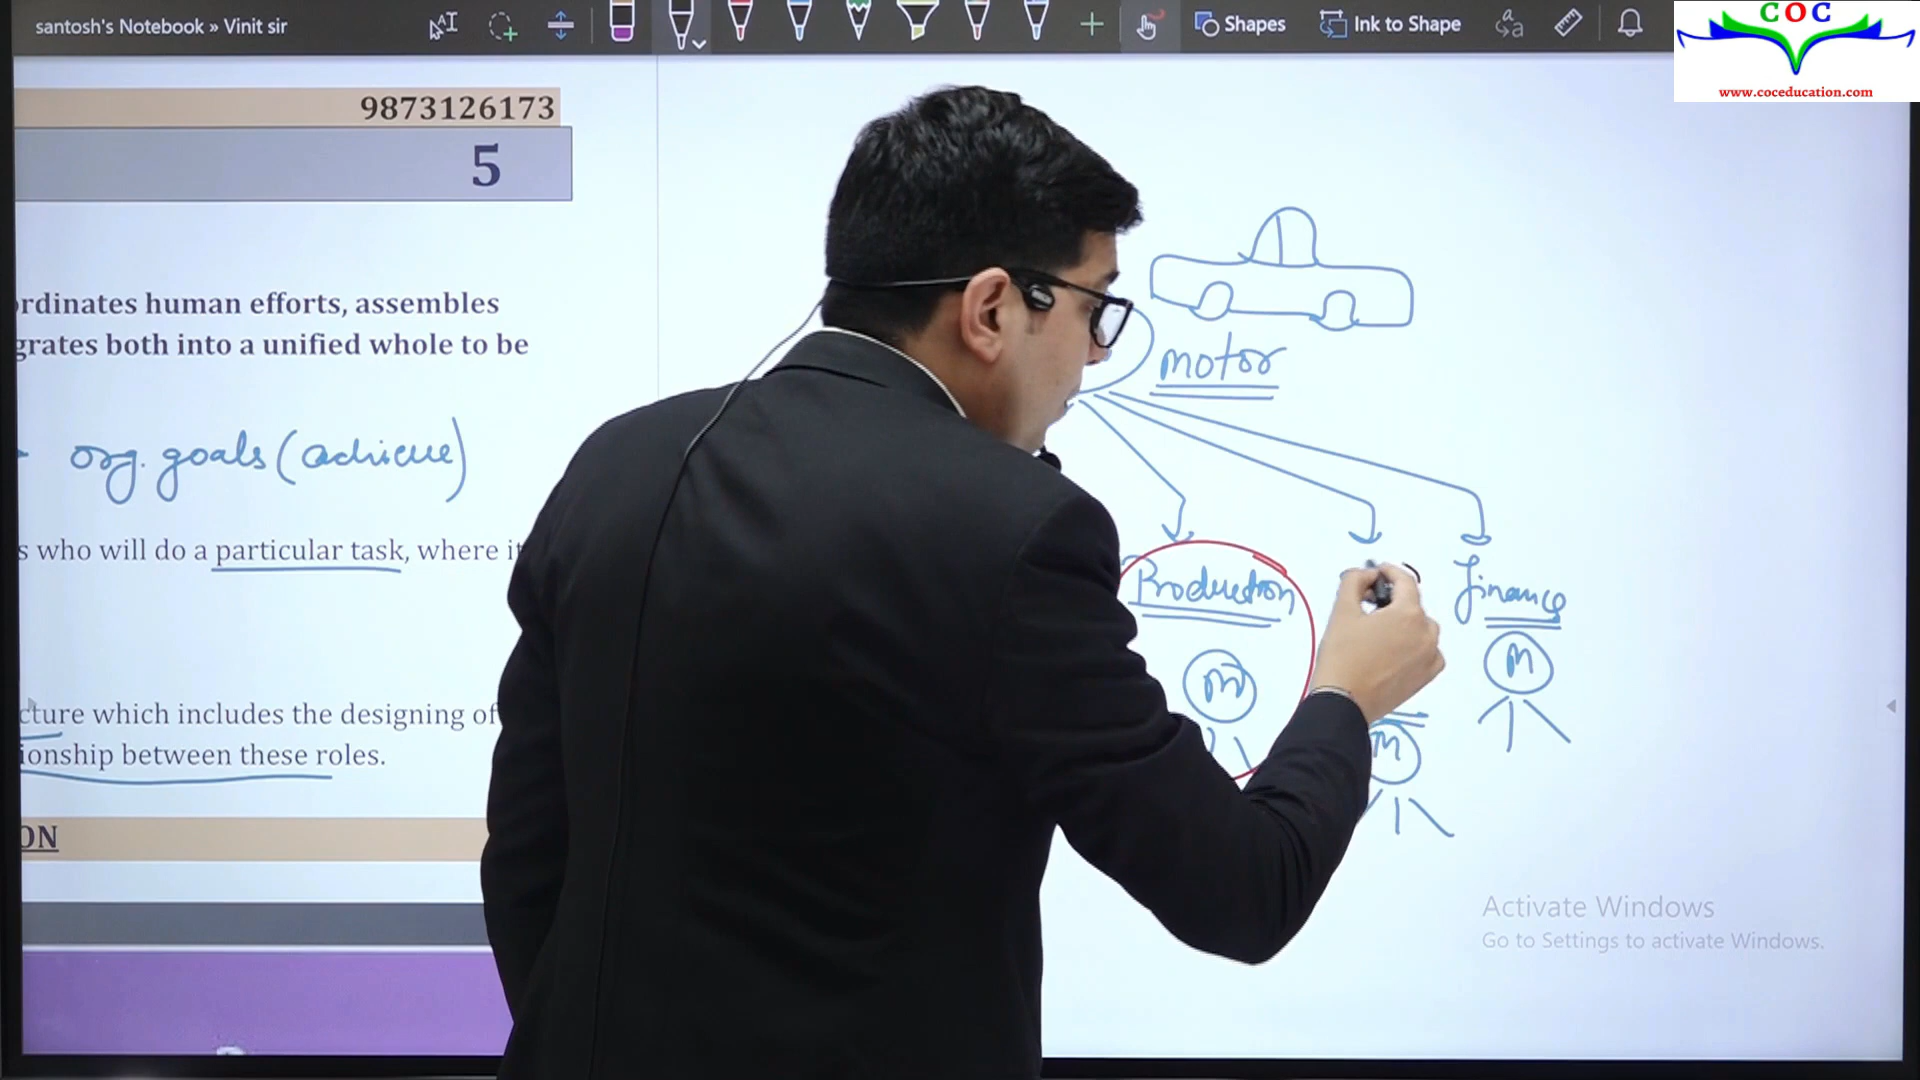 santosh's Notebook » Vinit sir
Shapes
Ink to Shape
COC
www.coceducation.com
9873126173
5
rdinates human efforts, assembles
grates both into a unified whole to be
org. goals (achieve)
s who will do a particular task, where it
cture which includes the designing of
ionship between these roles.
ON
motor
Production
finance
M
M
M
Activate Windows
Go to Settings to activate Windows.